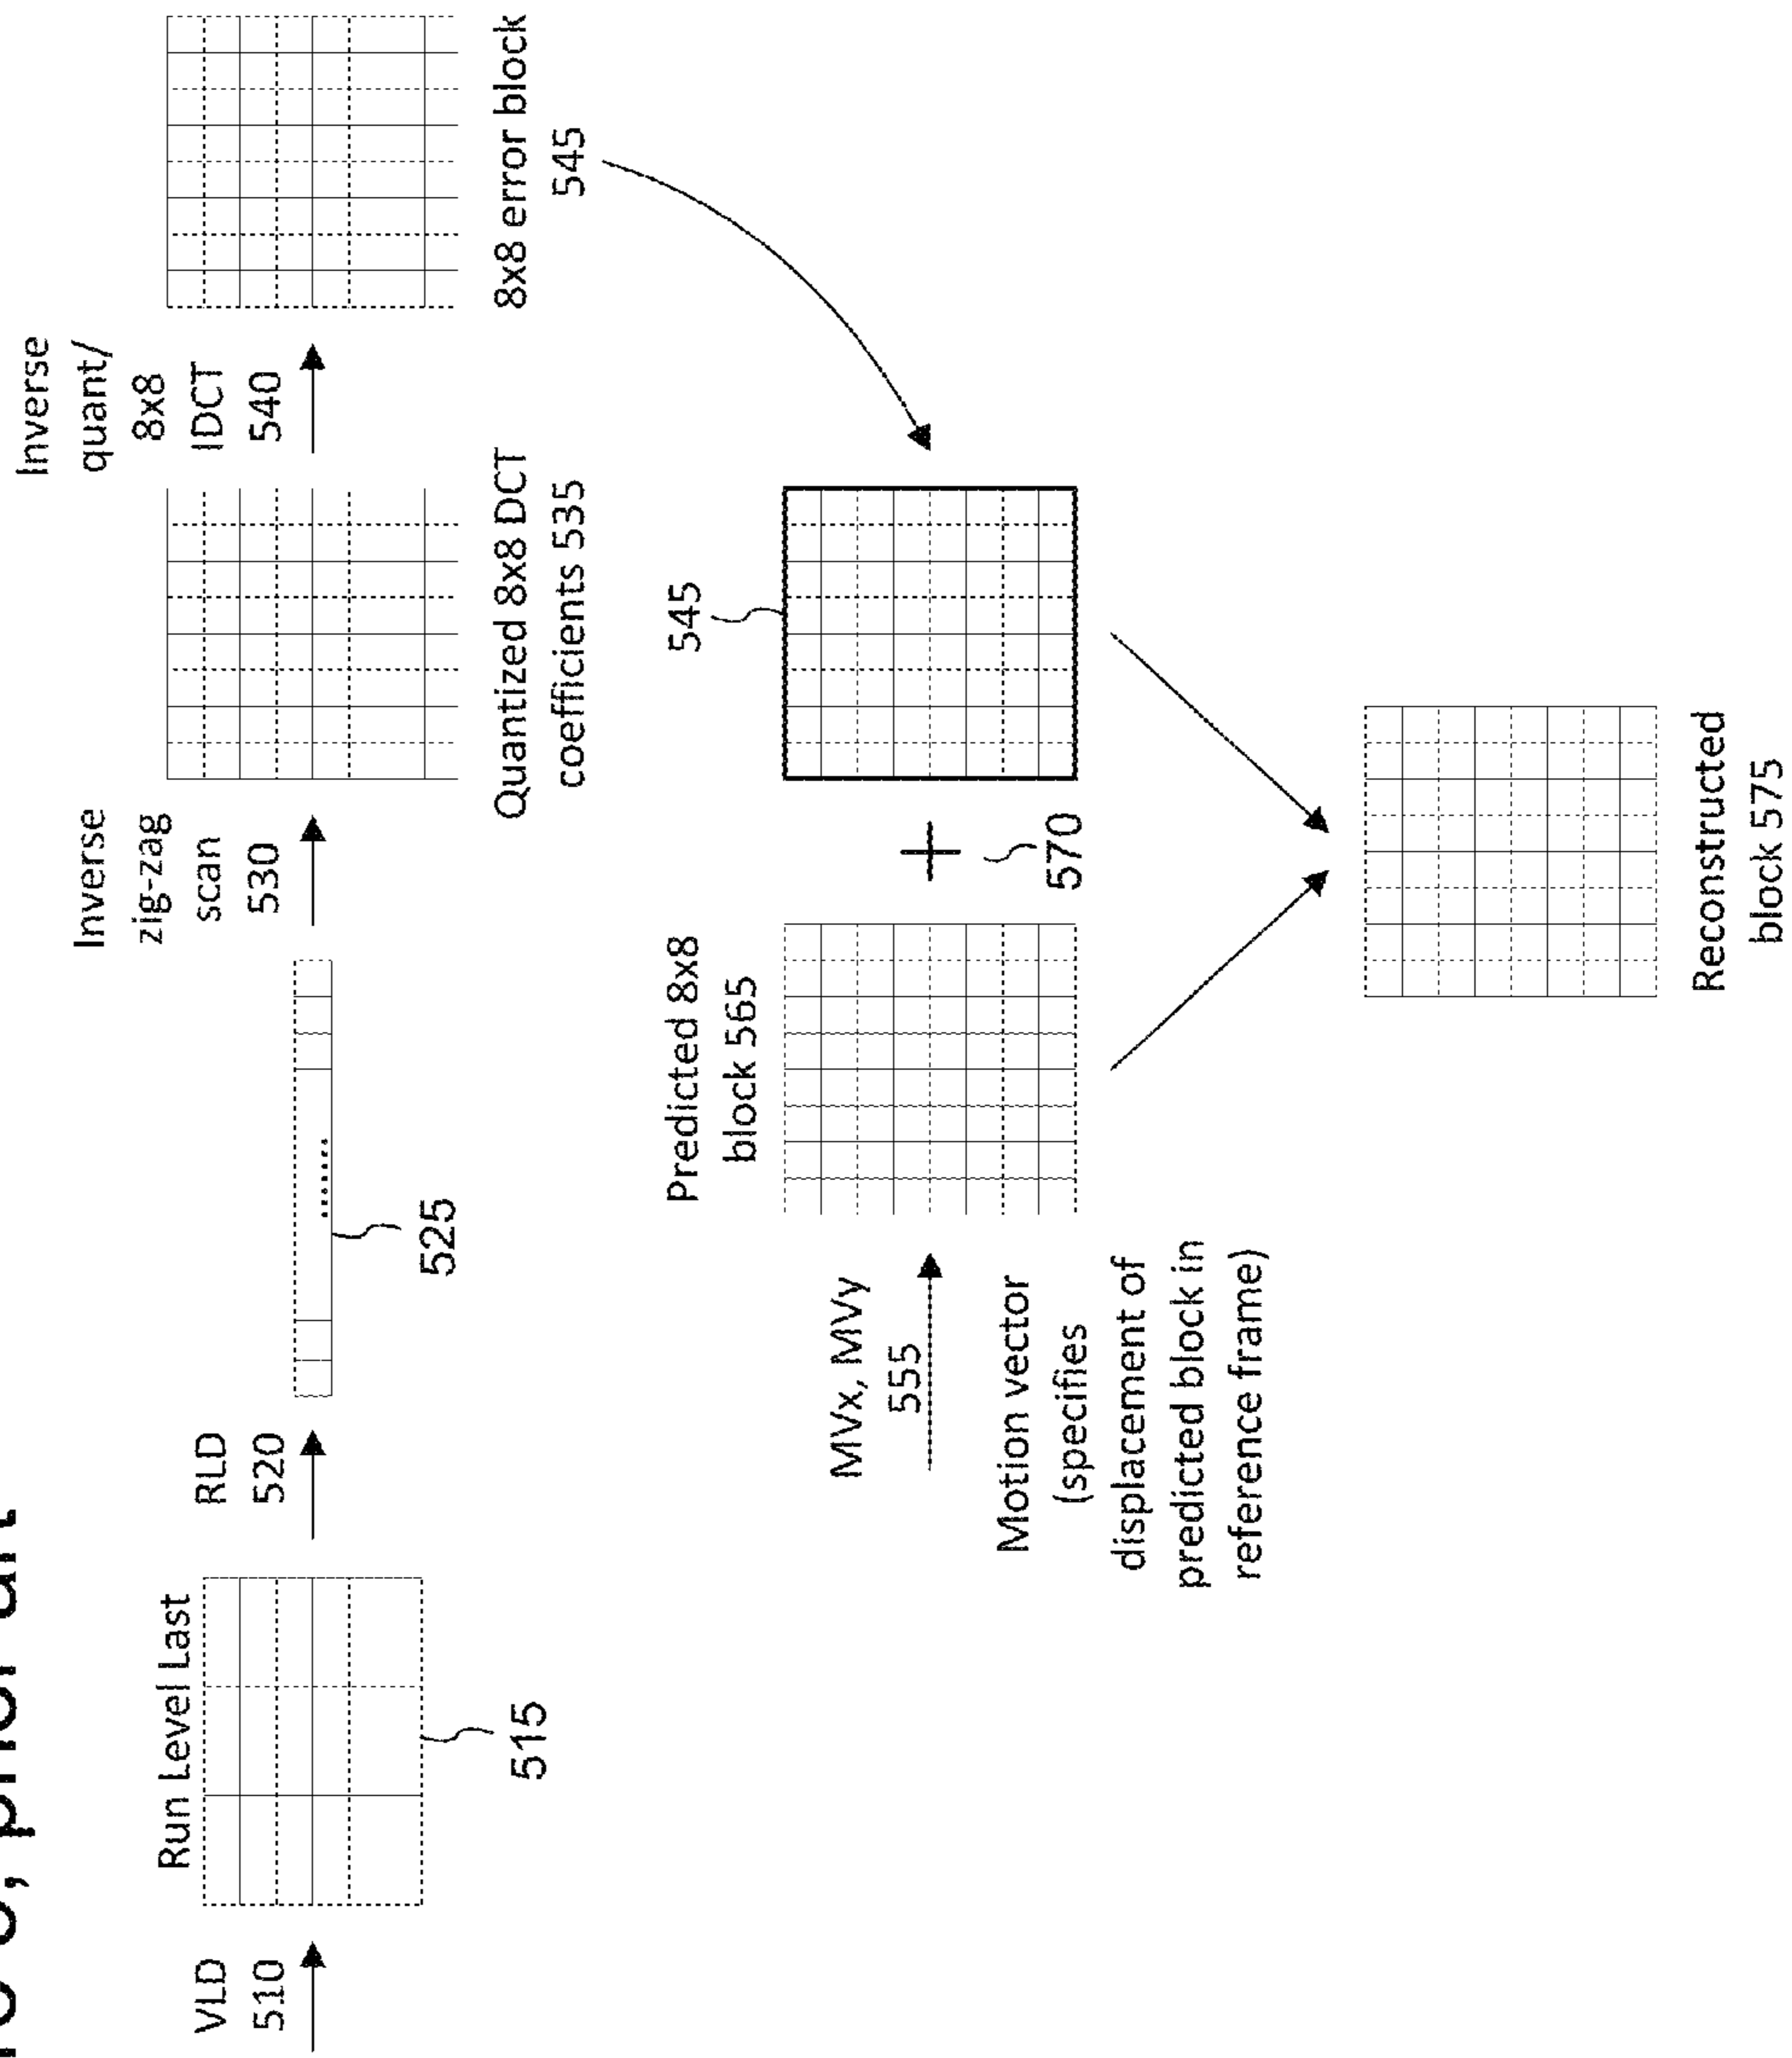 prior art
VLD
510
Run Level Last
515
RLD
520
525
Inverse
zig-zag
scan
530
Quantized 8x8 DCT
coefficients 535
Inverse
quant/
8x8
IDCT
540
8x8 error block
545
MVx, MVy
555
Motion vector
(specifies
displacement of
predicted block in
reference frame)
Predicted 8x8
block 565
570
545
Reconstructed
block 575